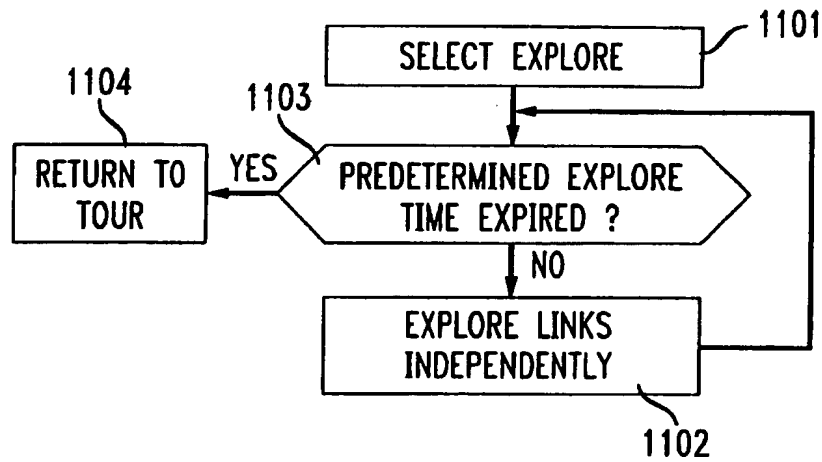 1101
SELECT EXPLORE
1104
1103
RETURN TO
TOUR
YES
PREDETERMINED EXPLORE
TIME EXPIRED ?
NO
EXPLORE LINKS
INDEPENDENTLY
1102